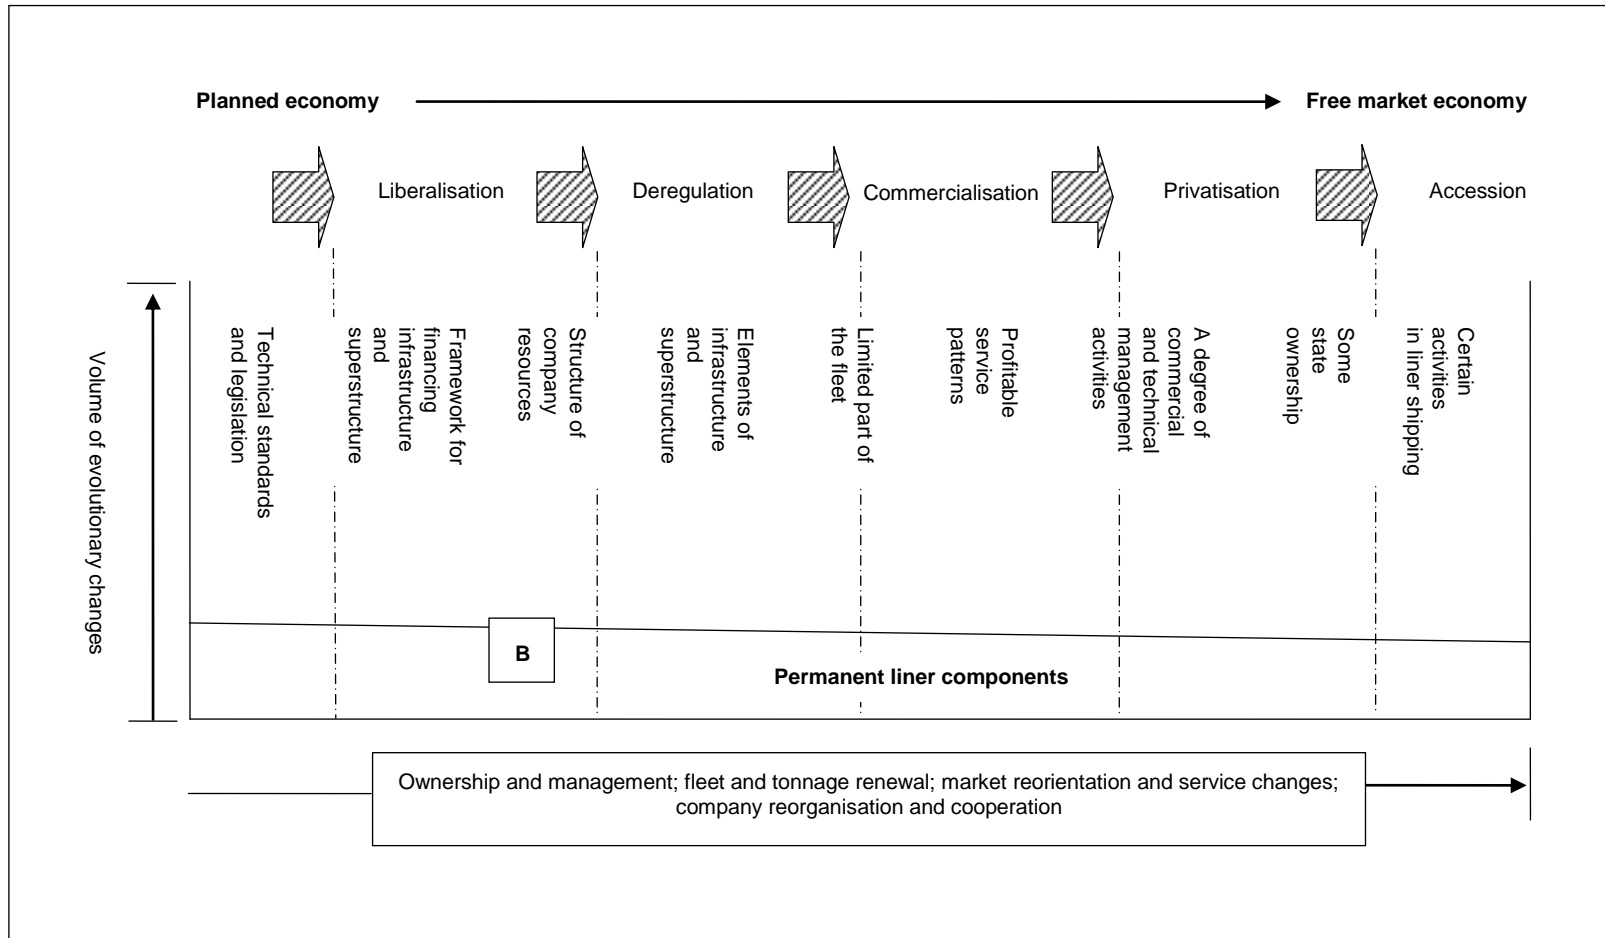 Planned economy
Free market economy
Liberalisation
Deregulation
Commercialisation
Privatisation
Accession
Volume of evolutionary changes
Technical standards
and legislation
Framework for
financing
infrastructure
and
superstructure
Structure of
company
resources
Elements of
infrastructure
and
superstructure
Limited part of
the fleet
Profitable
service
patterns
A degree of
commercial
and technical
management
activities
Some
state
ownership
Certain
activities
in liner shipping
B
Permanent liner components
Ownership and management; fleet and tonnage renewal; market reorientation and service changes;
company reorganisation and cooperation